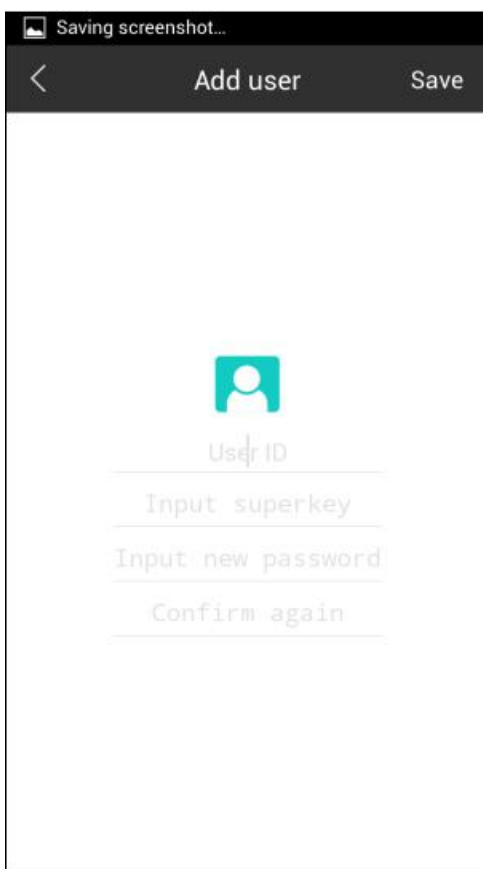 Saving screenshot...
Add user Save
User ID
Input superkey
Input new password
Confirm again